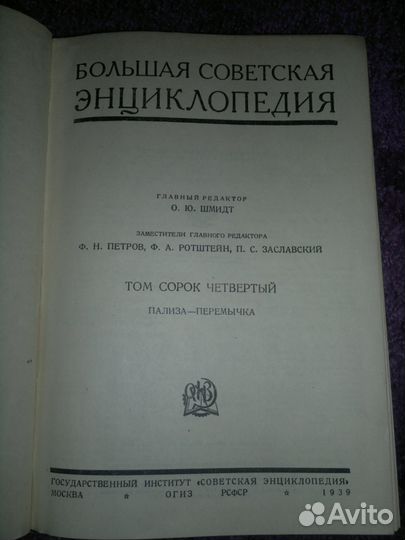 БОЛЬШАЯ СОВЕТСКАЯ
ЭНЦИКЛОПЕДИЯ
ГЛАВНЫЙ РЕДАКТОР
О. Ю. ШМИДТ
ЗАМЕСТИТЕЛИ ГЛАВНОГО РЕДАКТОРА
Ф. Н. ПЕТРОВ, Ф. А. РОТШТЕЙН, П. С. ЗАСЛАВСКИЙ
ТОМ СОРОК ЧЕТВЕРТЫЙ
ПАЛИЗА—ПЕРЕМЫЧКА
ГОСУДАРСТВЕННЫЙ ИНСТИТУТ «СОВЕТСКАЯ ЭНЦИКЛОПЕДИЯ»
МОСКВА * ОГИЗ РСФСР * 1939
Avito